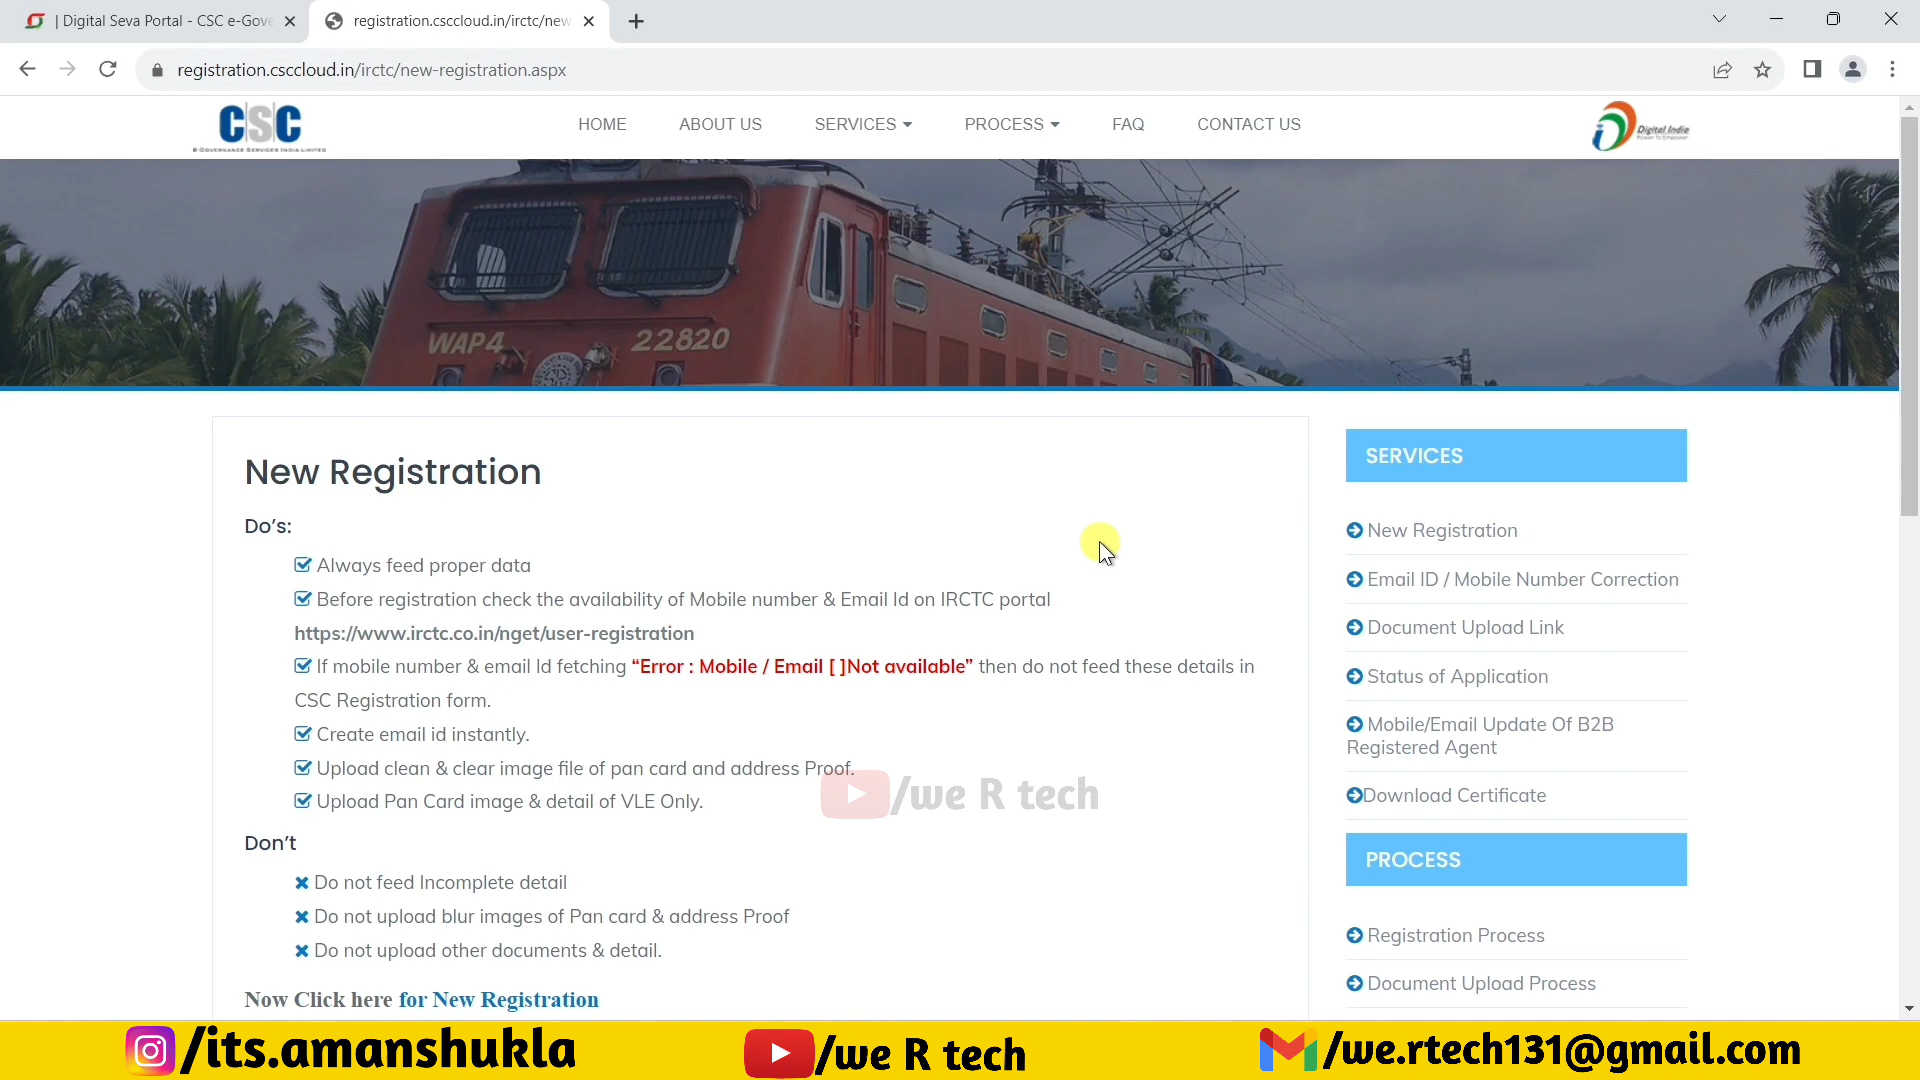 | Digital Seva Portal - CSC e-Gove
registration.csccloud.in/irctc/new
registration.csccloud.in/irctc/new-registration.aspx
CSC
E-GOVERNANCE SERVICES INDIA LIMITED
HOME
ABOUT US
SERVICES
PROCESS
FAQ
CONTACT US
Digital India
Power To Empower
WAP4
22820
New Registration
Do's:
Always feed proper data
Before registration check the availability of Mobile number & Email Id on IRCTC portal
https://www.irctc.co.in/nget/user-registration
If mobile number & email Id fetching “Error : Mobile / Email [ ]Not available” then do not feed these details in
CSC Registration form.
Create email id instantly.
Upload clean & clear image file of pan card and address Proof.
Upload Pan Card image & detail of VLE Only.
/we R tech
Don't
Do not feed Incomplete detail
Do not upload blur images of Pan card & address Proof
Do not upload other documents & detail.
Now Click here for New Registration
SERVICES
New Registration
Email ID / Mobile Number Correction
Document Upload Link
Status of Application
Mobile/Email Update Of B2B
Registered Agent
Download Certificate
PROCESS
Registration Process
Document Upload Process
/its.amanshukla
/we R tech
/we.rtech131@gmail.com